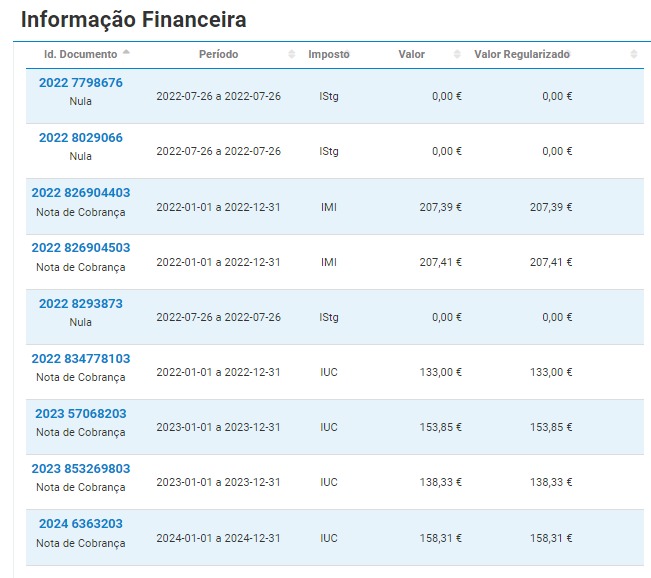 Informação Financeira
Id. Documento Período Imposto Valor Valor Regularizado
2022 7798676
Nula
2022-07-26 a 2022-07-26 IStg 0,00 € 0,00 €
2022 8029066
Nula
2022-07-26 a 2022-07-26 IStg 0,00 € 0,00 €
2022 826904403
Nota de Cobrança
2022-01-01 a 2022-12-31 IMI 207,39 € 207,39 €
2022 826904503
Nota de Cobrança
2022-01-01 a 2022-12-31 IMI 207,41 € 207,41 €
2022 8293873
Nula
2022-07-26 a 2022-07-26 IStg 0,00 € 0,00 €
2022 834778103
Nota de Cobrança
2022-01-01 a 2022-12-31 IUC 133,00 € 133,00 €
2023 57068203
Nota de Cobrança
2023-01-01 a 2023-12-31 IUC 153,85 € 153,85 €
2023 853269803
Nota de Cobrança
2023-01-01 a 2023-12-31 IUC 138,33 € 138,33 €
2024 6363203
Nota de Cobrança
2024-01-01 a 2024-12-31 IUC 158,31 € 158,31 €